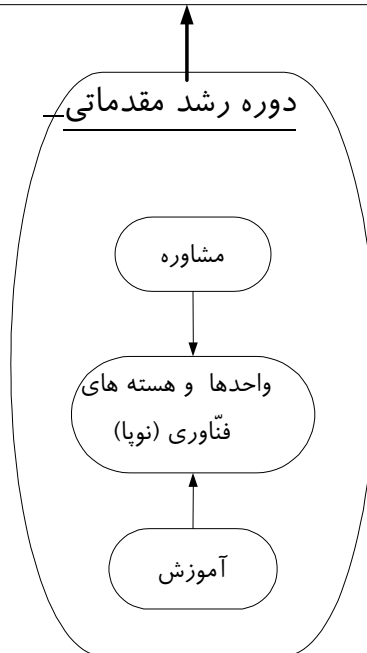 دوره رشد مقدماتی
مشاوره
واحدها و هسته های
فنّاوری (نوپا)
آموزش